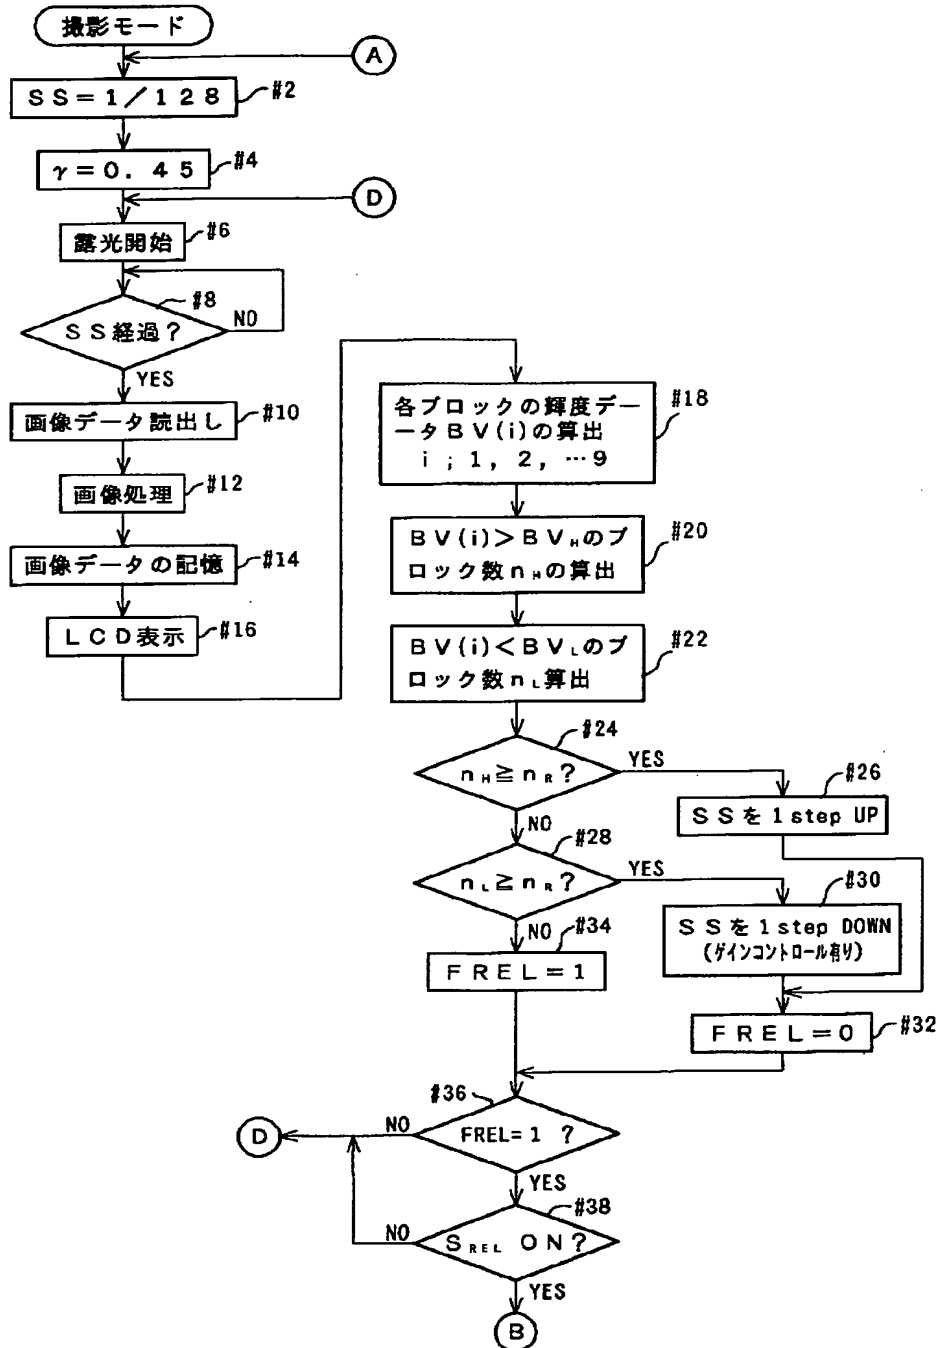 撮影モード
A
SS=1/128
#2
γ=0.45
#4
D
露光開始
#6
#8
SS経過?
NO
YES
画像データ読出し
#10
画像処理
#12
画像データの記憶
#14
LCD表示
#16
各ブロックの輝度デー
タBV(i)の算出
i;1,2,…9
#18
BV(i)>BVHのブ
ロック数nHの算出
#20
BV(i)<BVLのブ
ロック数nL算出
#22
#24
nH≧nR?
YES
NO
#26
SSを1step UP
#28
nL≧nR?
YES
NO
#30
SSを1step DOWN
(ゲインコントロール有り)
#34
FREL=1
FREL=0
#32
#36
FREL=1 ?
NO
D
YES
#38
SREL ON?
NO
YES
B